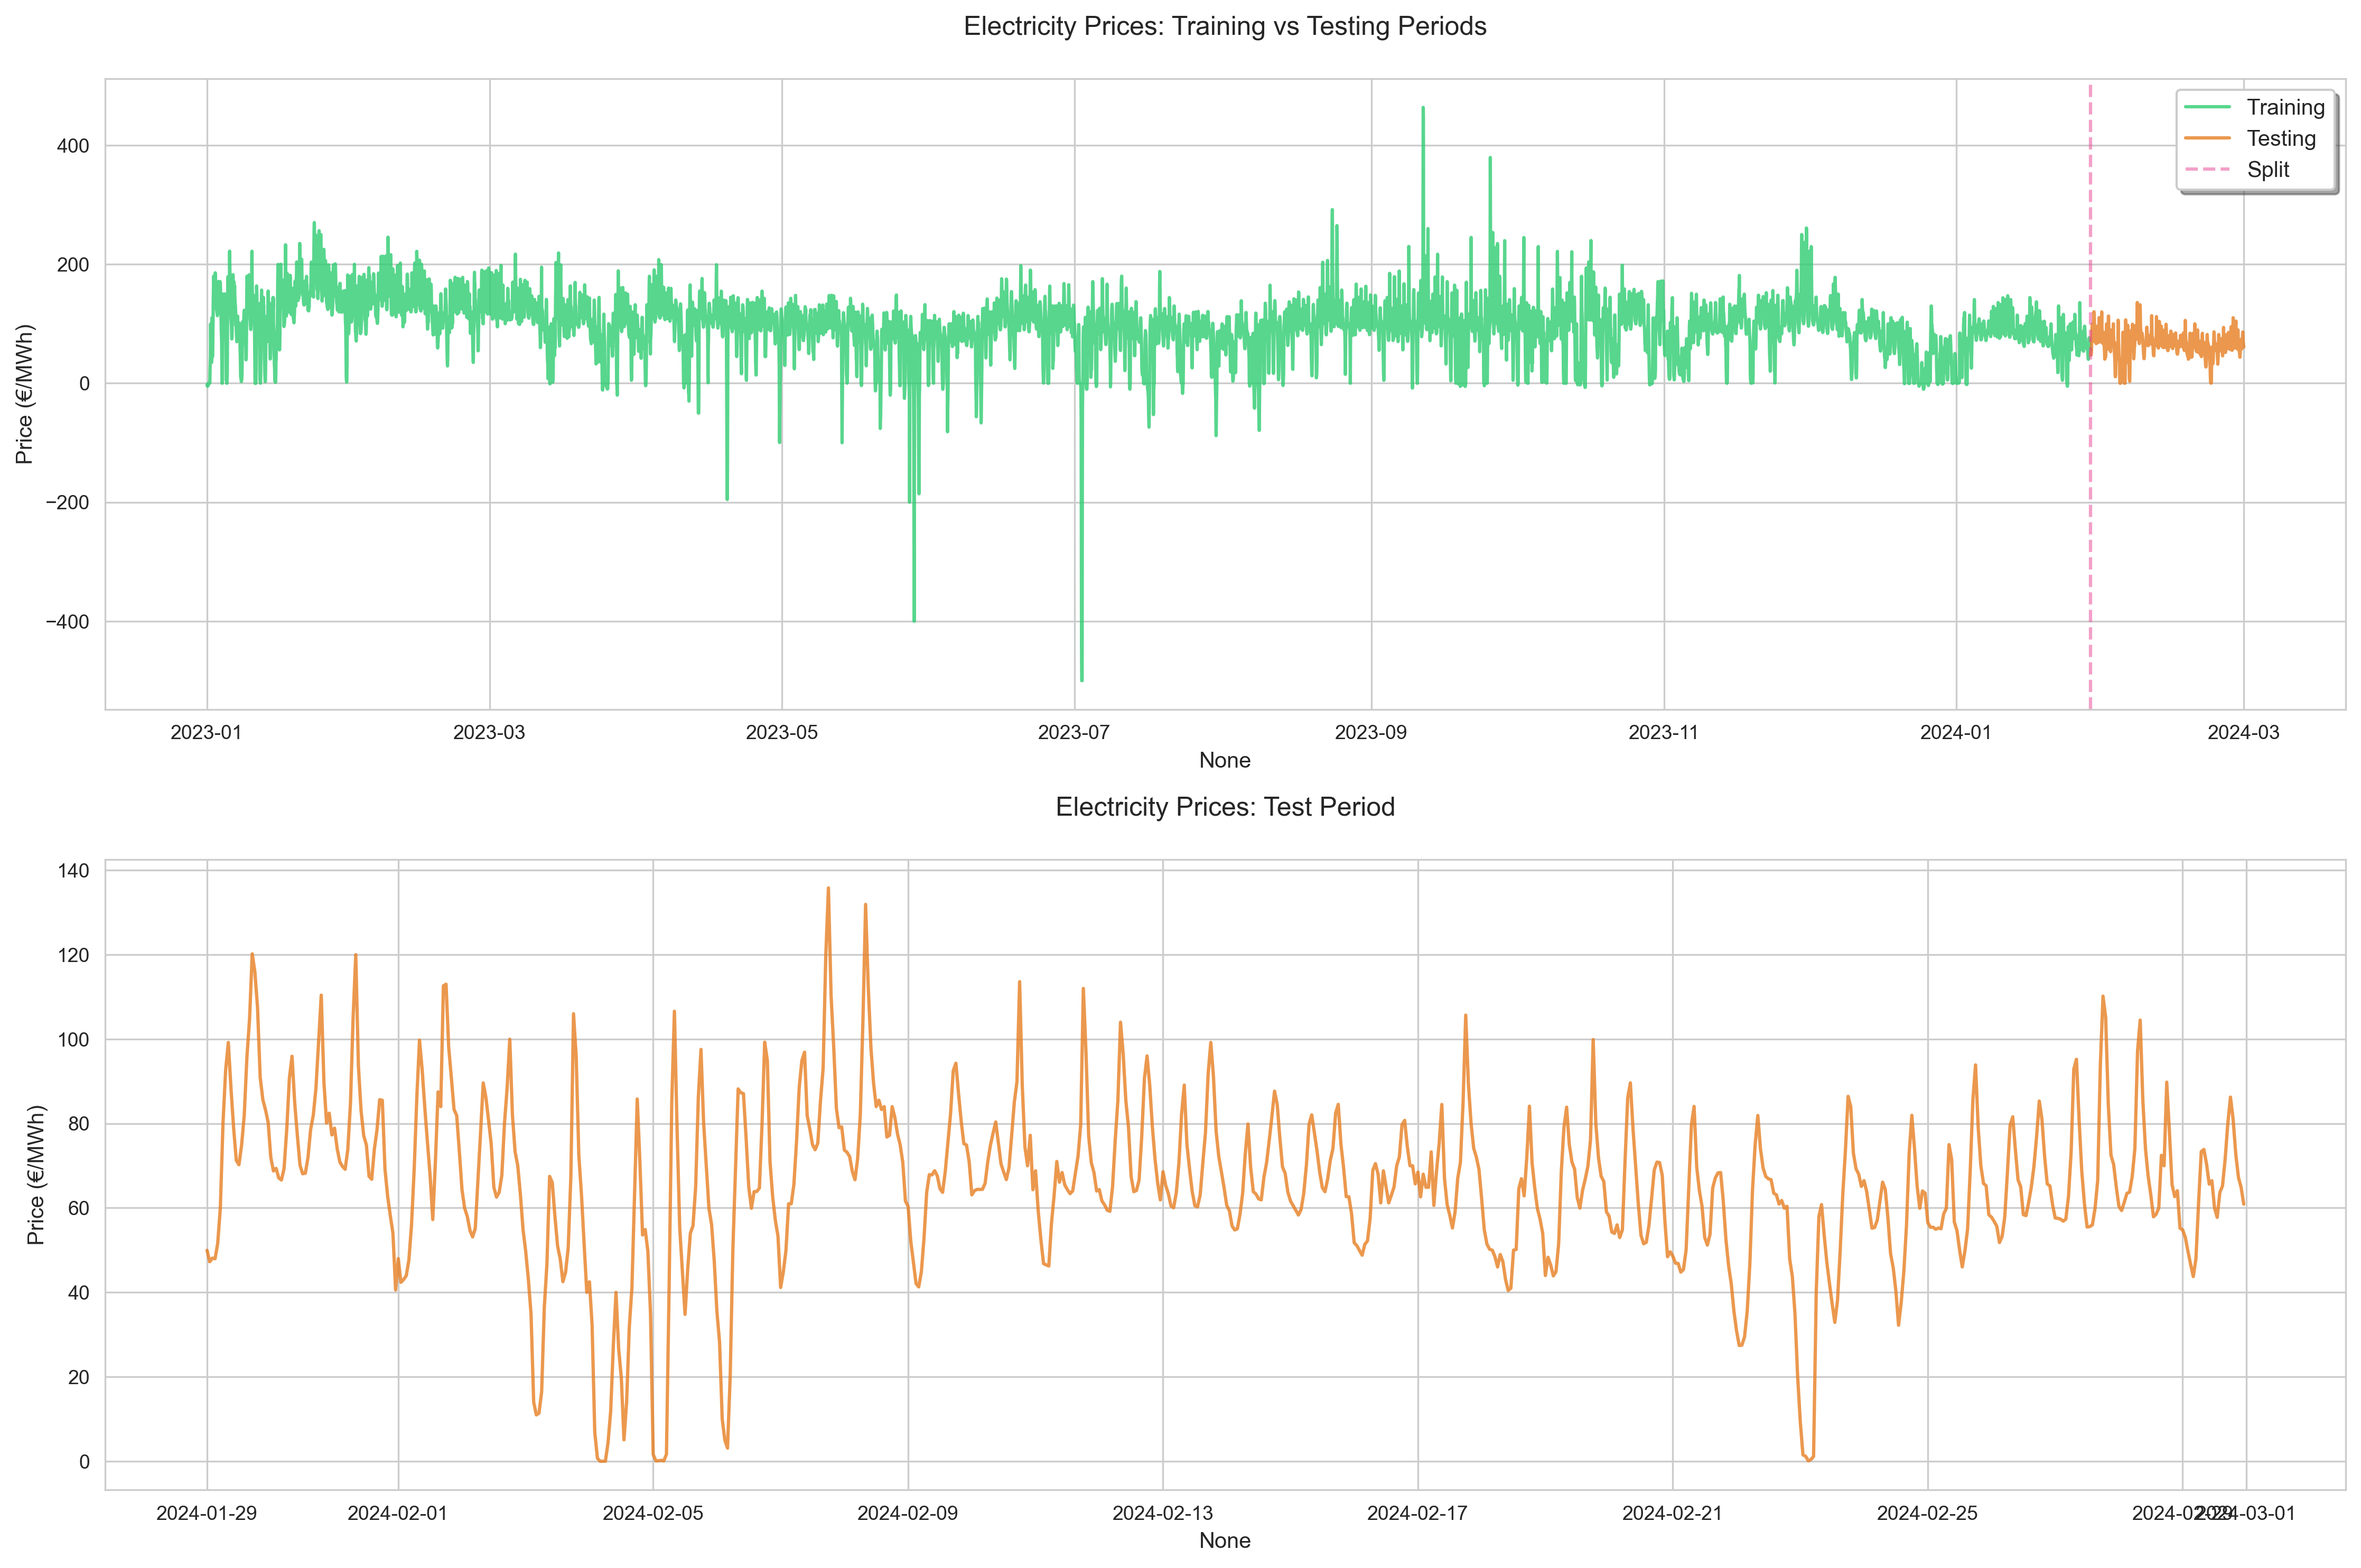 Electricity Prices: Training vs Testing Periods
Training
Testing
Split
Price (€/MWh)
400
200
0
−200
−400
2023-01 2023-03 2023-05 2023-07 2023-09 2023-11 2024-01 2024-03
None
Electricity Prices: Test Period
Price (€/MWh)
140
120
100
80
60
40
20
0
2024-01-29 2024-02-01 2024-02-05 2024-02-09 2024-02-13 2024-02-17 2024-02-21 2024-02-25 2024-02-29 2024-03-01
None